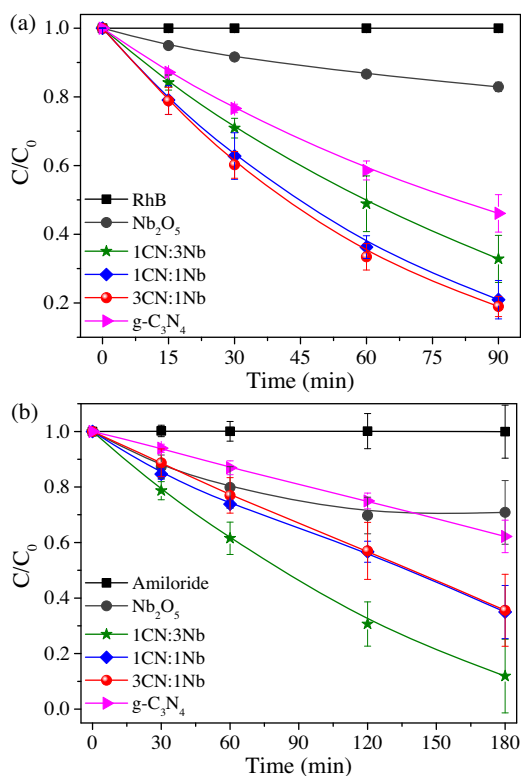 (a)
1.0
0.8
0.6
0.4
0.2
C/C₀
RhB
Nb₂O₅
1CN:3Nb
1CN:1Nb
3CN:1Nb
g-C₃N₄
0 15 30 45 60 75 90
Time (min)
(b)
1.0
0.8
0.6
0.4
0.2
0.0
C/C₀
Amiloride
Nb₂O₅
1CN:3Nb
1CN:1Nb
3CN:1Nb
g-C₃N₄
0 30 60 90 120 150 180
Time (min)